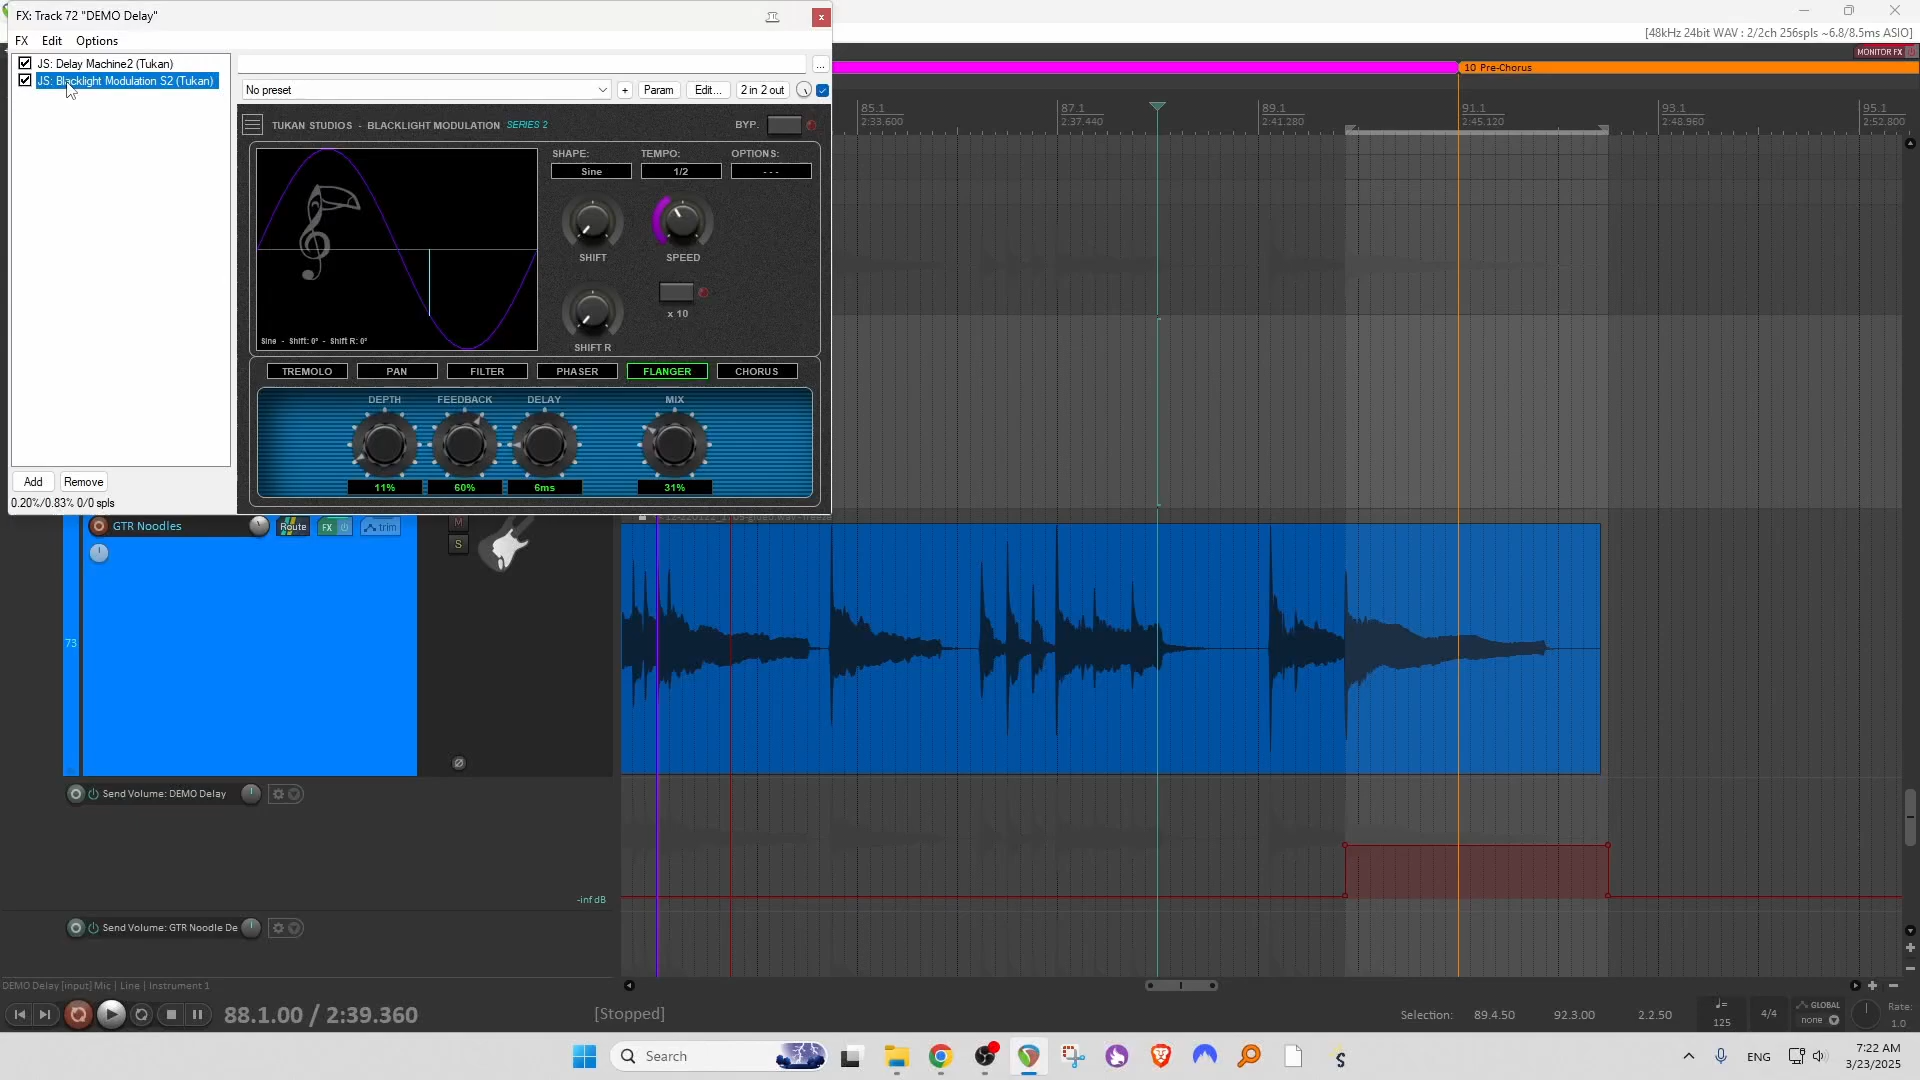 FX: Track 72 "DEMO Delay"
x
FX Edit Options
[48kHz 24bit WAV : 2/2ch 256spls ~6.8/8.5ms ASIO]
MONITOR FX
JS: Delay Machine2 (Tukan)
JS: Blacklight Modulation S2 (Tukan)
...
No preset
+
Param
Edit...
2 in 2 out
10 Pre-Chorus
85.1
2:33.600
87.1
2:37.440
89.1
2:41.280
91.1
2:45.120
93.1
2:48.960
95.1
2:52.800
TUKAN STUDIOS - BLACKLIGHT MODULATION SERIES 2
BYP.
SHAPE: TEMPO: OPTIONS:
Sine 1/2 ---
SHIFT SPEED
x 10
SHIFT R
Sine - Shift: 0° - Shift R: 0°
TREMOLO PAN FILTER PHASER FLANGER CHORUS
DEPTH FEEDBACK DELAY MIX
11% 60% 6ms 31%
Add Remove
0.20%/0.83% 0/0 spls
GTR Noodles
Route
FX
trim
M
S
73
Send Volume: DEMO Delay
-inf dB
Send Volume: GTR Noodle De
DEMO Delay [input] Mic | Line | Instrument 1
88.1.00 / 2:39.360
[Stopped]
Selection: 89.4.50 92.3.00 2.2.50
125
4/4
GLOBAL
none
Rate:
1.0
Search
ENG
7:22 AM
3/23/2025